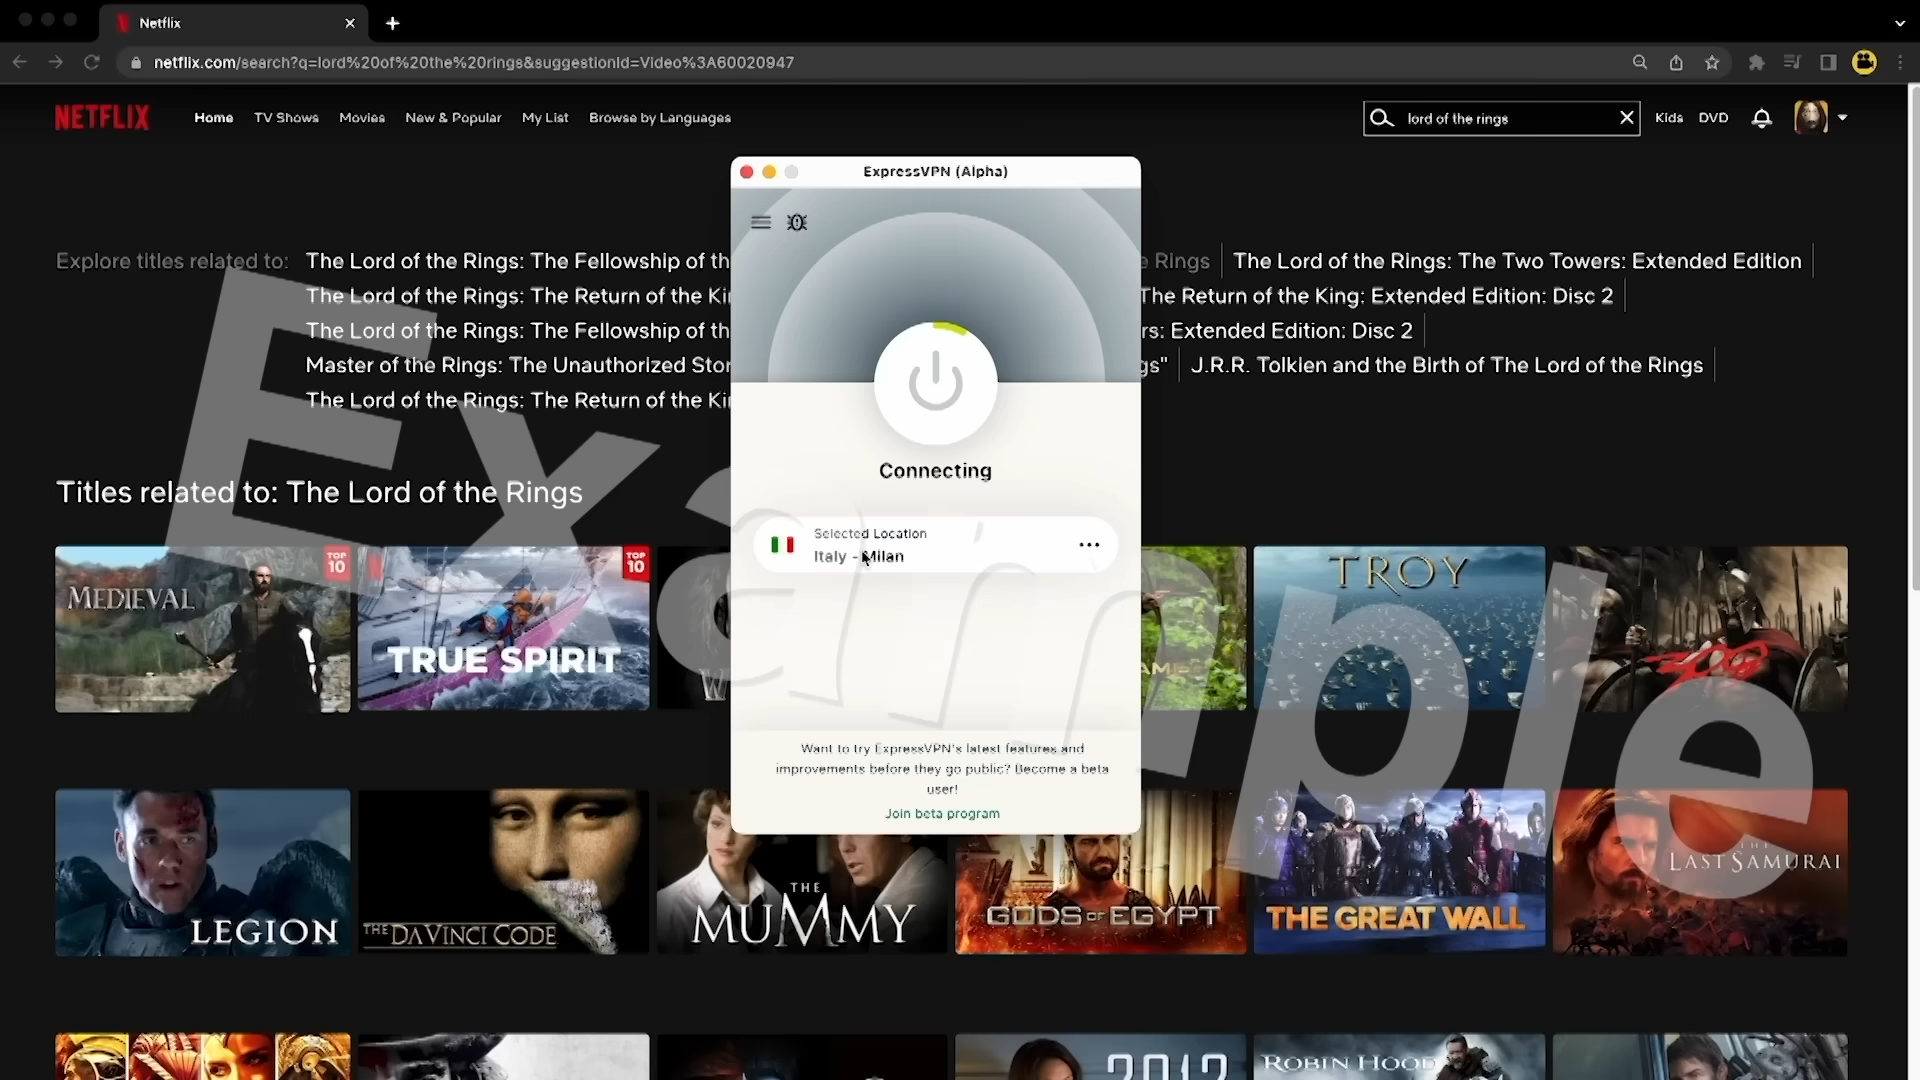 Netflix
netflix.com/search?q=lord%20of%20the%20rings&suggestionId=Video%3A60020947
NETFLIX
Home
TV Shows
Movies
New & Popular
My List
Browse by Languages
lord of the rings
Kids
DVD
ExpressVPN (Alpha)
Explore titles related to:
The Lord of the Rings: The Fellowship of th
Rings
The Lord of the Rings: The Two Towers: Extended Edition
The Lord of the Rings: The Return of the Ki
The Return of the King: Extended Edition: Disc 2
The Lord of the Rings: The Fellowship of th
rs: Extended Edition: Disc 2
Master of the Rings: The Unauthorized Stor
gs"
J.R.R. Tolkien and the Birth of The Lord of the Rings
The Lord of the Rings: The Return of the Ki
Connecting
Titles related to: The Lord of the Rings
Selected Location
Italy - Milan
Example
TOP 10
MEDIEVAL
TOP 10
TRUE SPIRIT
W
AME
TROY
300
Want to try ExpressVPN's latest features and
improvements before they go public? Become a beta
user!
Join beta program
LEGION
THE DA VINCI CODE
THE
MUMMY
GODS OF EGYPT
THE GREAT WALL
THE
LAST SAMURAI
2012
ROBIN HOOD